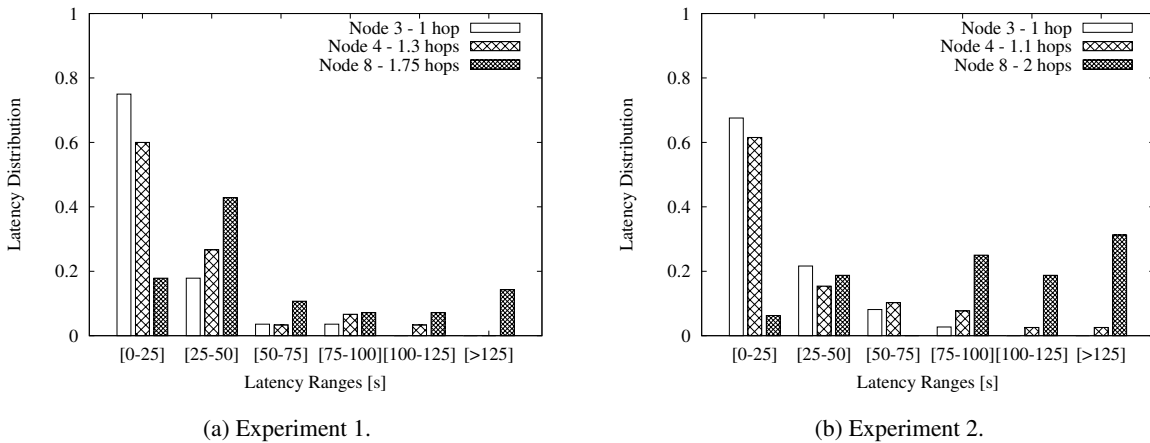 1
0.8
0.6
0.4
0.2
0
Latency Distribution
Node 3 - 1 hop
Node 4 - 1.3 hops
Node 8 - 1.75 hops
[0-25] [25-50] [50-75] [75-100] [100-125] [>125]
Latency Ranges [s]
(a) Experiment 1.
1
0.8
0.6
0.4
0.2
0
Latency Distribution
Node 3 - 1 hop
Node 4 - 1.1 hops
Node 8 - 2 hops
[0-25] [25-50] [50-75] [75-100] [100-125] [>125]
Latency Ranges [s]
(b) Experiment 2.